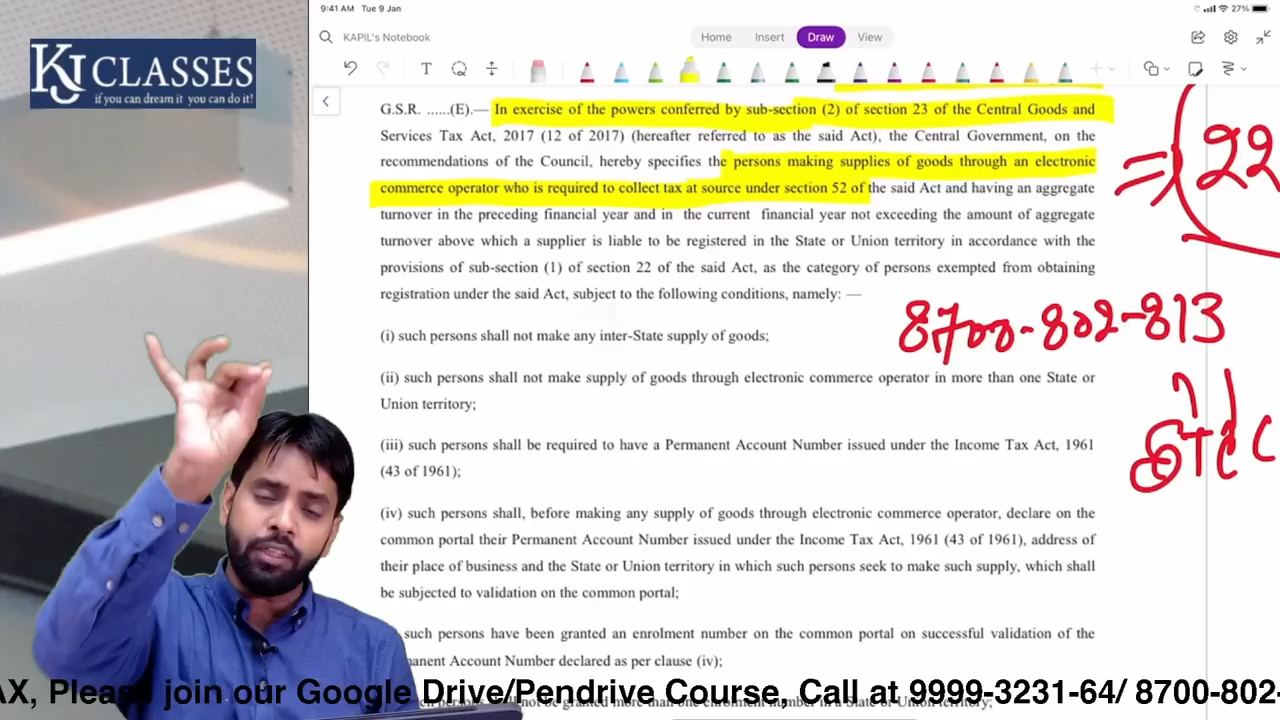 9:41 AM Tue 9 Jan
27%
KJ CLASSES
if you can dream it you can do it!
KAPIL's Notebook
Home Insert Draw View
G.S.R. ......(E).— In exercise of the powers conferred by sub-section (2) of section 23 of the Central Goods and
Services Tax Act, 2017 (12 of 2017) (hereafter referred to as the said Act), the Central Government, on the
recommendations of the Council, hereby specifies the persons making supplies of goods through an electronic
commerce operator who is required to collect tax at source under section 52 of the said Act and having an aggregate
turnover in the preceding financial year and in the current financial year not exceeding the amount of aggregate
turnover above which a supplier is liable to be registered in the State or Union territory in accordance with the
provisions of sub-section (1) of section 22 of the said Act, as the category of persons exempted from obtaining
registration under the said Act, subject to the following conditions, namely: —
22
(i) such persons shall not make any inter-State supply of goods;
8700-802-813
(ii) such persons shall not make supply of goods through electronic commerce operator in more than one State or
Union territory;
(iii) such persons shall be required to have a Permanent Account Number issued under the Income Tax Act, 1961
(43 of 1961);
(iv) such persons shall, before making any supply of goods through electronic commerce operator, declare on the
common portal their Permanent Account Number issued under the Income Tax Act, 1961 (43 of 1961), address of
their place of business and the State or Union territory in which such persons seek to make such supply, which shall
be subjected to validation on the common portal;
such persons have been granted an enrolment number on the common portal on successful validation of the
Account Number declared as per clause (iv);
AX, Please join our Google Drive/Pendrive Course, Call at 9999-3231-64/ 8700-802-